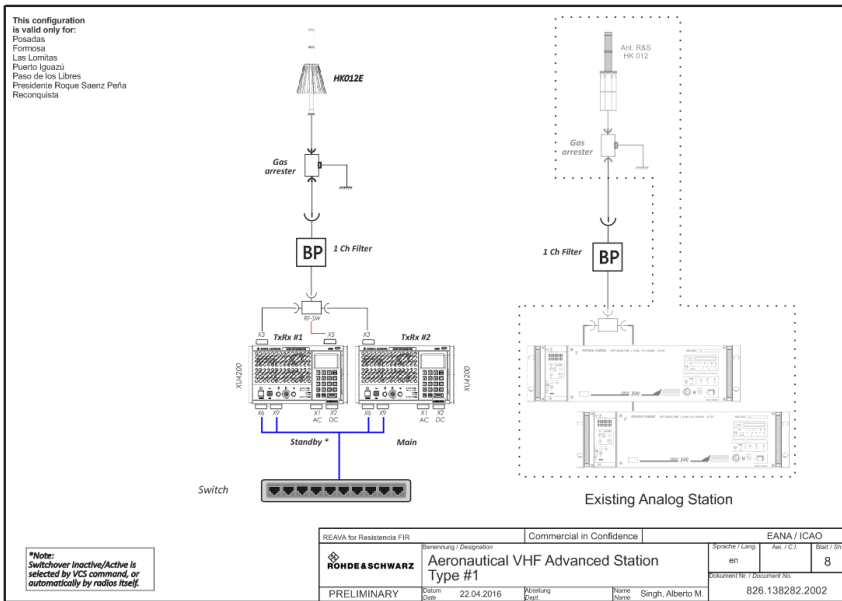 This configuration
is valid only for:
Posadas
Formosa
Las Lomitas
Puerto Iguazú
Paso de los Libres
Presidente Roque Saenz Peña
Reconquista
HK012E
Ant. R&S
HK 012
Gas
arrester
Gas
arrester
BP
1 Ch Filter
1 Ch Filter
BP
RF-SW
X3
TxRx #1
X5
X3
TxRx #2
XU4200
XU4200
X6
X9
X1
AC
X2
DC
X6
X9
X1
AC
X2
DC
Standby *
Main
Switch
200
200
Existing Analog Station
*Note:
Switchover Inactive/Active is
selected by VCS command, or
automatically by radios itself.
REAVA for Resistencia FIR
Commercial in Confidence
EANA / ICAO
ROHDE&SCHWARZ
Benennung / Designation
Aeronautical VHF Advanced Station
Type #1
Sprache / Lang.
en
Aei. / C.I.
Blatt / Sh.
8
PRELIMINARY
Datum
Date
22.04.2016
Abteilung
Dept.
Name
Name
Singh, Alberto M.
Dokument Nr. / Document No.
826.138282.2002